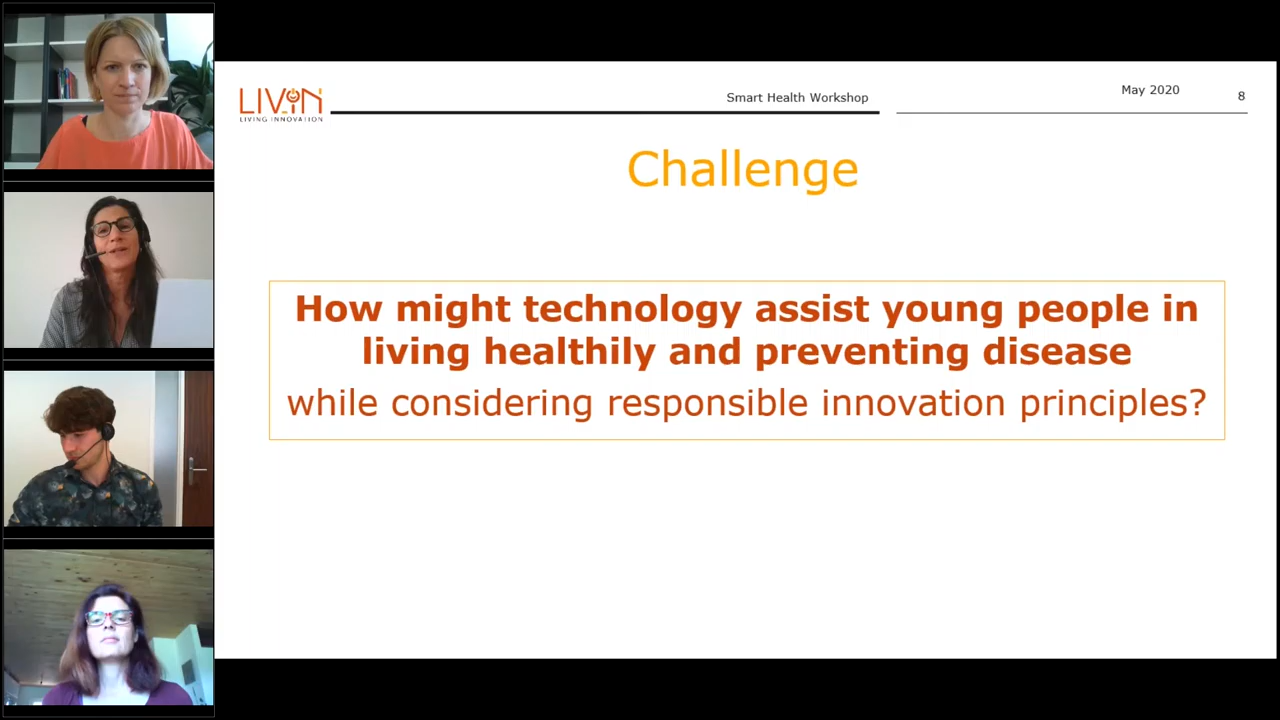 LIVIN
LIVING INNOVATION
Smart Health Workshop
May 2020
8
Challenge
How might technology assist young people in
living healthily and preventing disease
while considering responsible innovation principles?